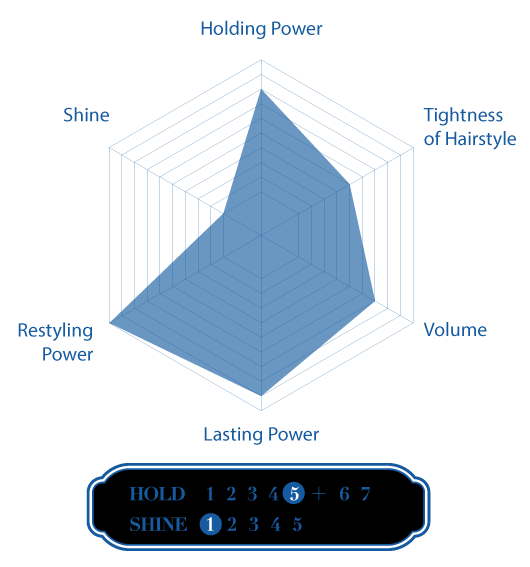 Holding Power
Shine
Tightness
of Hairstyle
Restyling
Power
Volume
Lasting Power
HOLD 1 2 3 4 5 + 6 7
SHINE 1 2 3 4 5